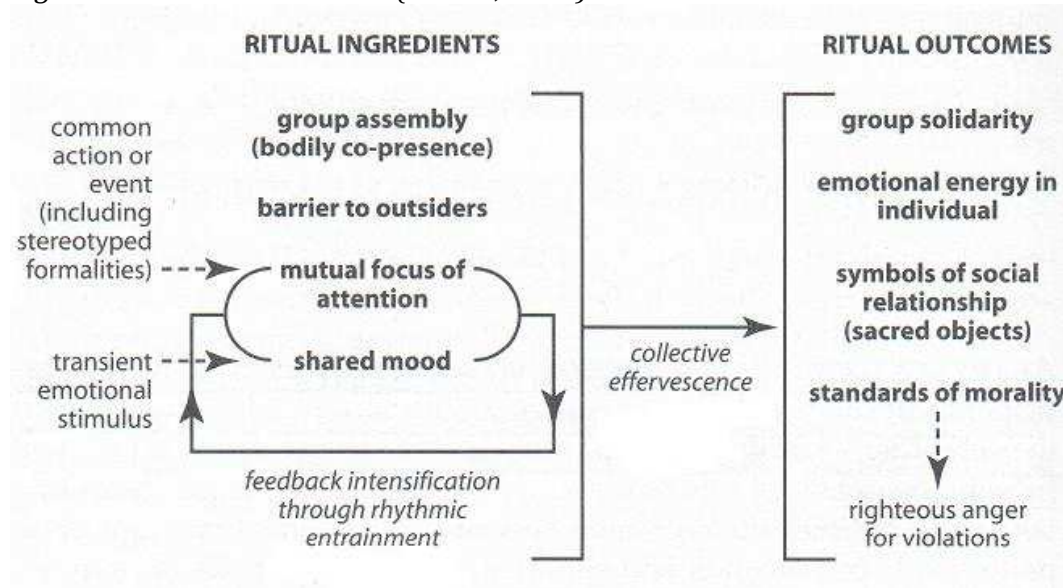 RITUAL INGREDIENTS
RITUAL OUTCOMES
common
action or
event
(including
stereotyped
formalities)
transient
emotional
stimulus
group assembly
(bodily co-presence)
barrier to outsiders
mutual focus of
attention
shared mood
feedback intensification
through rhythmic
entrainment
collective
effervescence
group solidarity
emotional energy in
individual
symbols of social
relationship
(sacred objects)
standards of morality
righteous anger
for violations